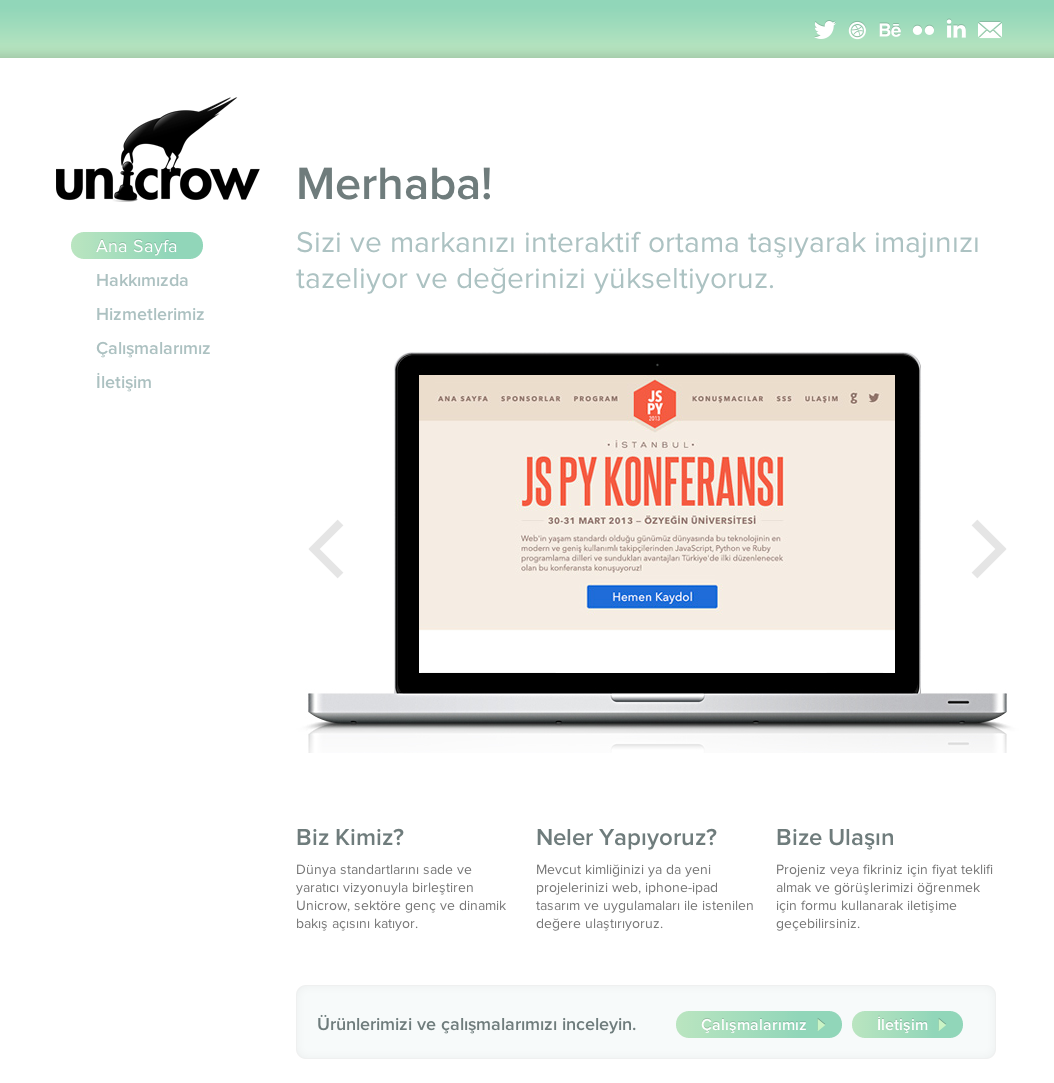 Bē
in
unicrow
Merhaba!
Sizi ve markanızı interaktif ortama taşıyarak imajınızı
tazeliyor ve değerinizi yükseltiyoruz.
Ana Sayfa
Hakkımızda
Hizmetlerimiz
Çalışmalarımız
İletişim
ANA SAYFA SPONSORLAR PROGRAM JS PY 2013 KONUŞMACILAR SSS ULAŞIM g
• İSTANBUL •
JS PY KONFERANSI
30-31 MART 2013 – ÖZYEĞİN ÜNİVERSİTESİ
Web'in yaşam standardı olduğu günümüz dünyasında bu teknolojinin en
modern ve geniş kullanımlı takipçilerinden JavaScript, Python ve Ruby
programlama dilleri ve sundukları avantajları Türkiye'de ilki düzenlenecek
olan bu konferansta konuşuyoruz!
Hemen Kaydol
Biz Kimiz?
Dünya standartlarını sade ve
yaratıcı vizyonuyla birleştiren
Unicrow, sektöre genç ve dinamik
bakış açısını katıyor.
Neler Yapıyoruz?
Mevcut kimliğinizi ya da yeni
projelerinizi web, iphone-ipad
tasarım ve uygulamaları ile istenilen
değere ulaştırıyoruz.
Bize Ulaşın
Projeniz veya fikriniz için fiyat teklifi
almak ve görüşlerimizi öğrenmek
için formu kullanarak iletişime
geçebilirsiniz.
Ürünlerimizi ve çalışmalarımızı inceleyin.
Çalışmalarımız
İletişim